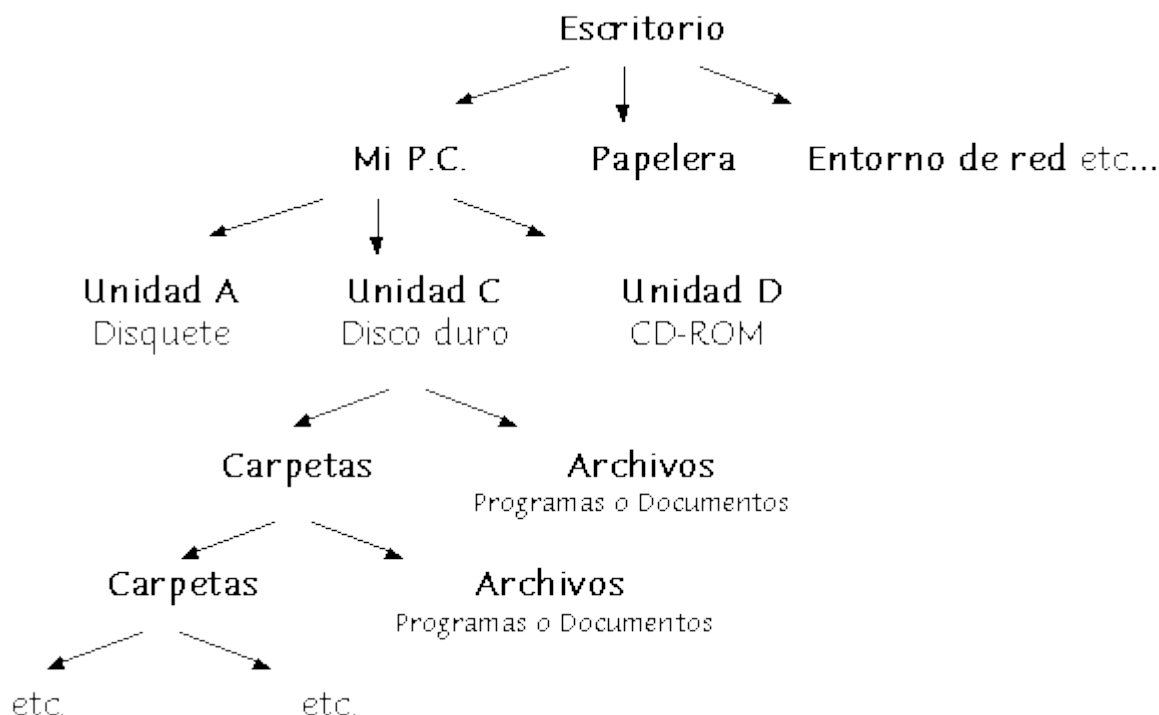 Escritorio
Mi P.C. Papelera Entorno de red etc...
Unidad A Unidad C Unidad D
Disquete Disco duro CD-ROM
Carpetas Archivos
Programas o Documentos
Carpetas Archivos
Programas o Documentos
etc. etc.